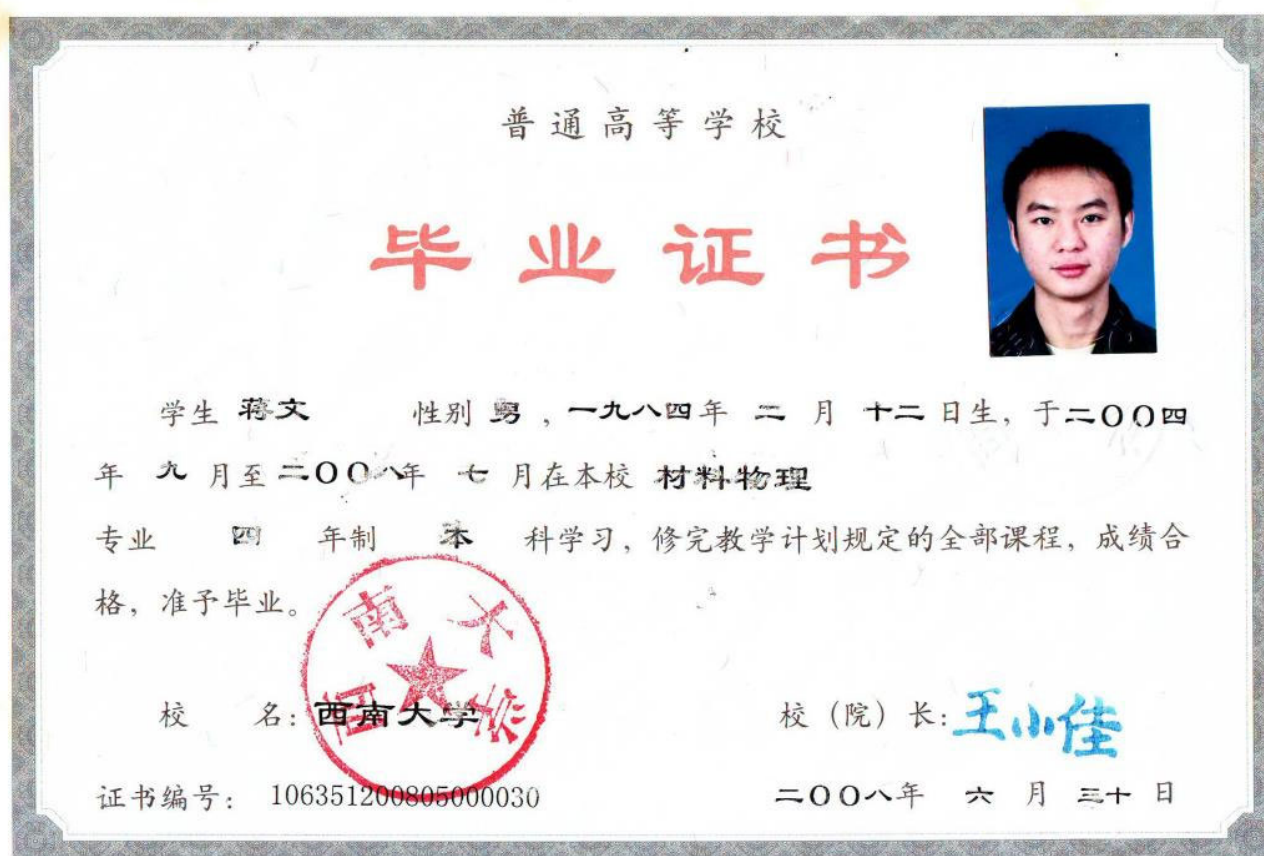 普通高等学校
毕业证书
学生 蒋文 性别 男，一九八四年 二 月 十二 日生，于二〇〇四
年 九 月至 二〇〇八年 七 月在本校 材料物理
专业 四 年制 本 科学习，修完教学计划规定的全部课程，成绩合
格，准予毕业。
西南大学
校 名：西南大学 校（院）长：王小佳
证书编号： 106351200805000030 二〇〇八年 六 月 三十 日